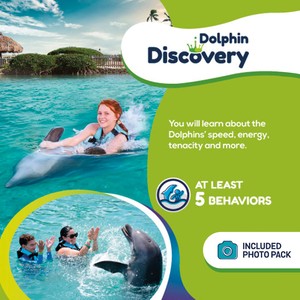 Dolphin
Discovery
You will learn about the
Dolphins' speed, energy,
tenacity and more.
AT LEAST
5 BEHAVIORS
INCLUDED
PHOTO PACK